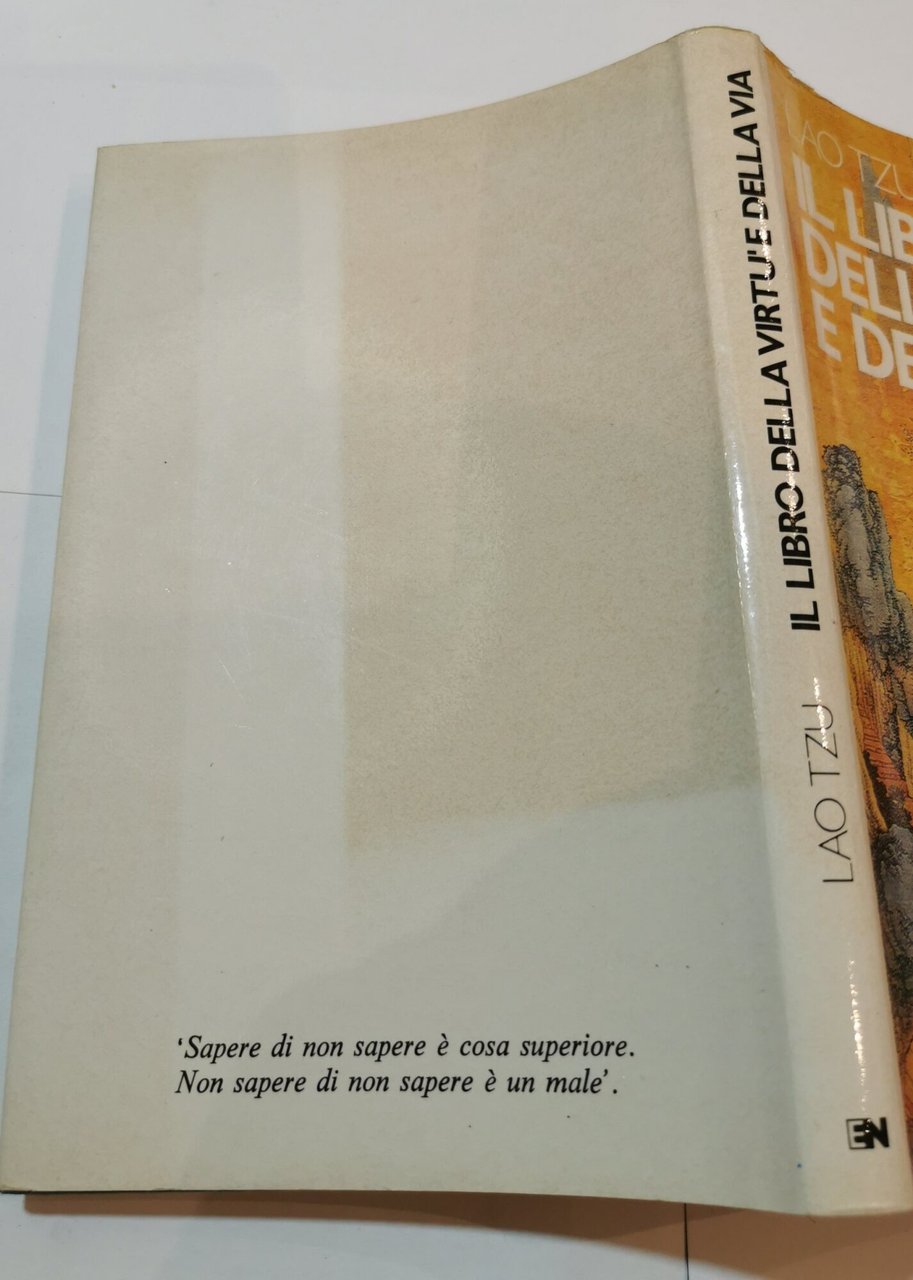 'Sapere di non sapere è cosa superiore.
Non sapere di non sapere è un male'.
LAO TZU
IL LIBRO DELLA VIRTU' E DELLA VIA
EN
LAO TZU
IL LIB
DELL
E DE